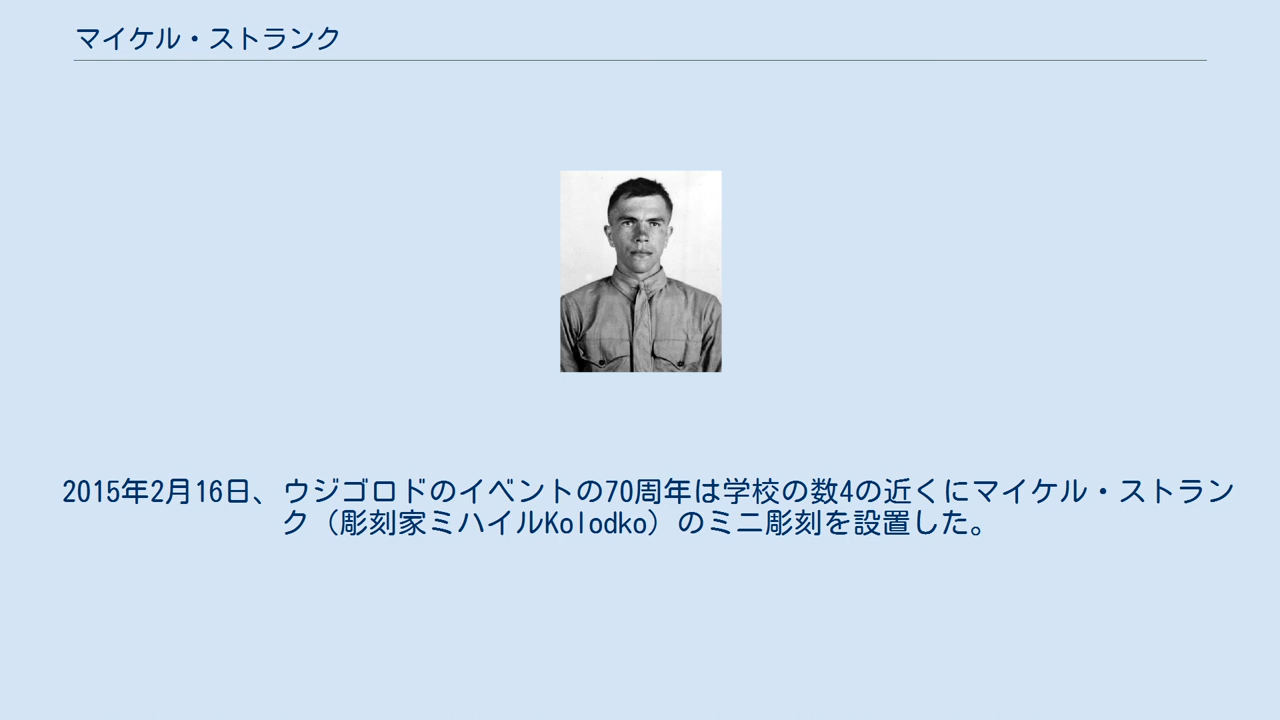 マイケル・ストランク
2015年2月16日、ウジゴロドのイベントの70周年は学校の数4の近くにマイケル・ストラン
ク（彫刻家ミハイルKolodko）のミニ彫刻を設置した。